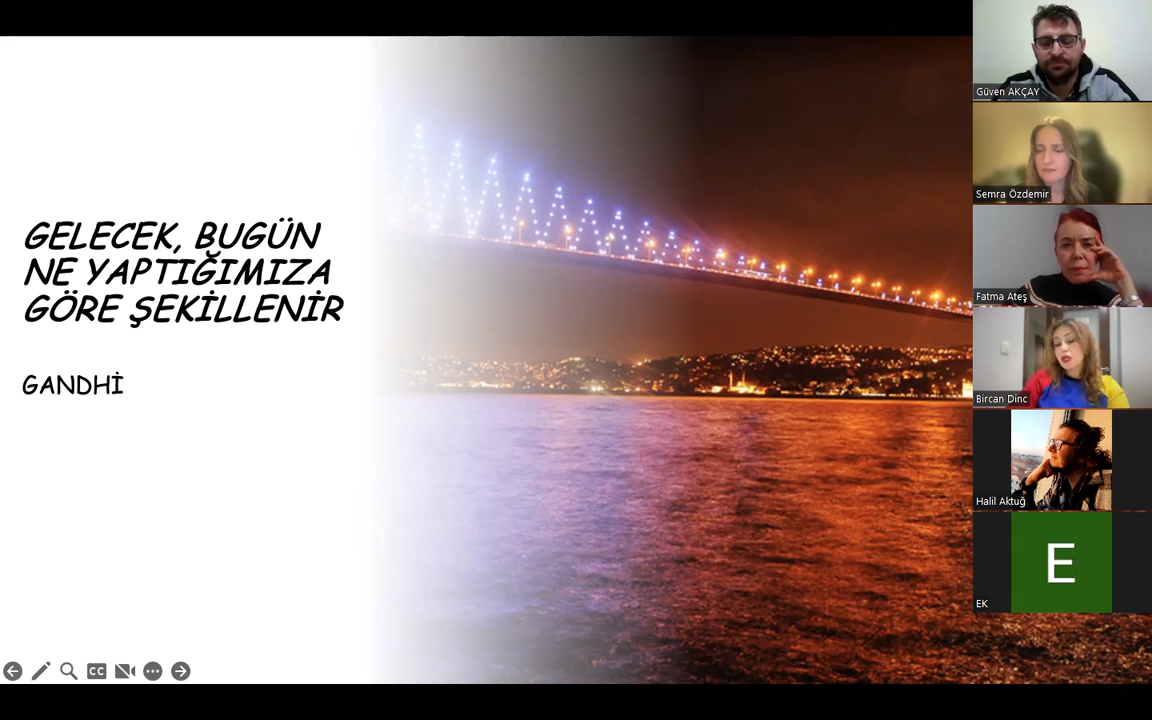 GELECEK, BUGÜN
NE YAPTIĞIMIZA
GÖRE ŞEKİLLENİR
GANDHİ
CC
Güven AKÇAY
Semra Özdemir
Fatma Ateş
Bircan Dinc
Halil Aktuğ
E
EK